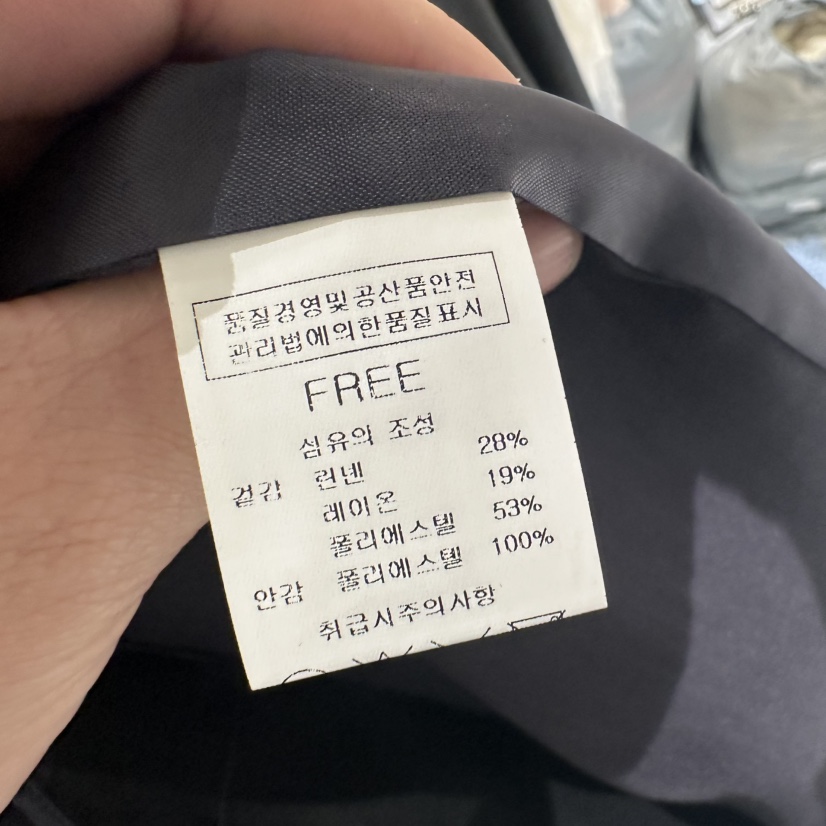 품질경영및공산품안전
관리법에의한품질표시
FREE
섬유의 조성
겉감 린넨 28%
레이온 19%
폴리에스텔 53%
안감 폴리에스텔 100%
취급시주의사항